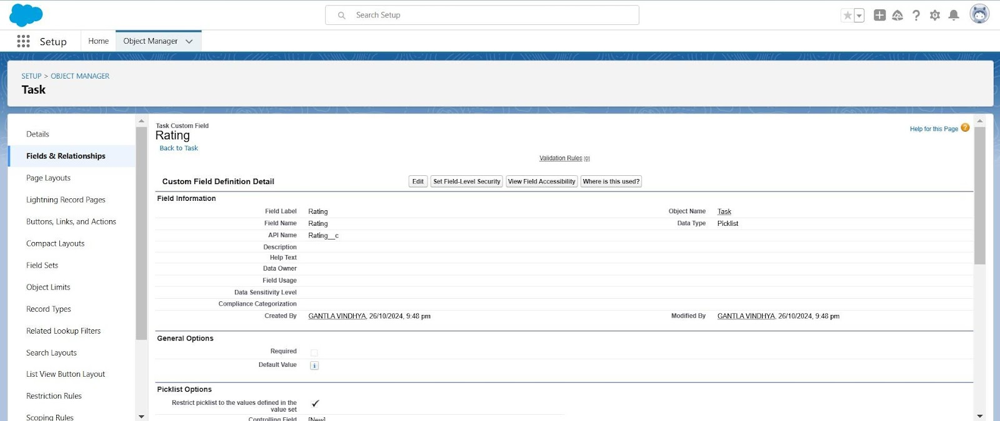 Search Setup
Setup
Home
Object Manager
SETUP > OBJECT MANAGER
Task
Details
Fields & Relationships
Page Layouts
Lightning Record Pages
Buttons, Links, and Actions
Compact Layouts
Field Sets
Object Limits
Record Types
Related Lookup Filters
Search Layouts
List View Button Layout
Restriction Rules
Scoping Rules
Task Custom Field
Rating
Back to Task
Help for this Page ?
Validation Rules [0]
Custom Field Definition Detail
Edit
Set Field-Level Security
View Field Accessibility
Where is this used?
Field Information
Field Label Rating
Object Name Task
Field Name Rating
Data Type Picklist
API Name Rating__c
Description
Help Text
Data Owner
Field Usage
Data Sensitivity Level
Compliance Categorization
Created By GANTLA VINDHYA, 26/10/2024, 9:48 pm
Modified By GANTLA VINDHYA, 26/10/2024, 9:48 pm
General Options
Required
Default Value i
Picklist Options
Restrict picklist to the values defined in the
value set
Controlling Field [New]